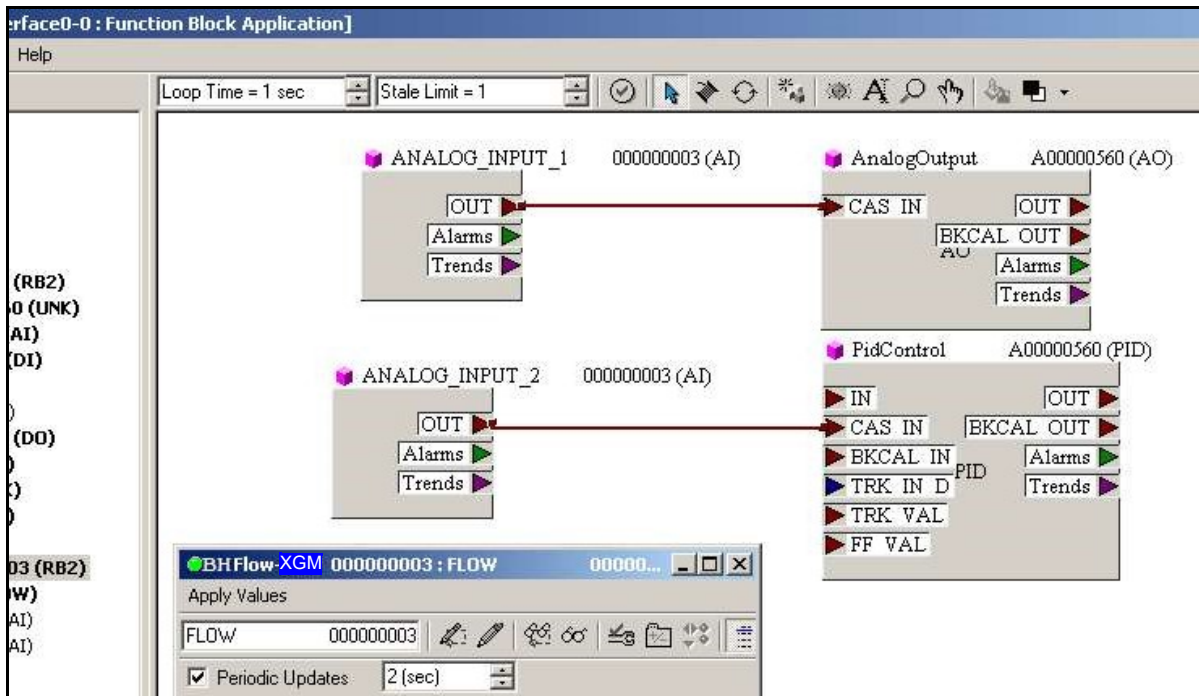 erface0-0 : Function Block Application]
Help
Loop Time = 1 sec Stale Limit = 1
ANALOG_INPUT_1 000000003 (AI)
OUT
Alarms
Trends
AnalogOutput A00000560 (AO)
CAS IN OUT
BKCAL OUT
AO
Alarms
Trends
(RB2)
60 (UNK)
AI)
(DI)
)
(DO)
)
)
)
03 (RB2)
OW)
AI)
AI)
ANALOG_INPUT_2 000000003 (AI)
OUT
Alarms
Trends
PidControl A00000560 (PID)
IN OUT
CAS IN BKCAL OUT
BKCAL IN Alarms
PID
TRK IN D Trends
TRK VAL
FF VAL
BHFlow-XGM 000000003 : FLOW 00000...
Apply Values
FLOW 000000003
Periodic Updates 2 (sec)